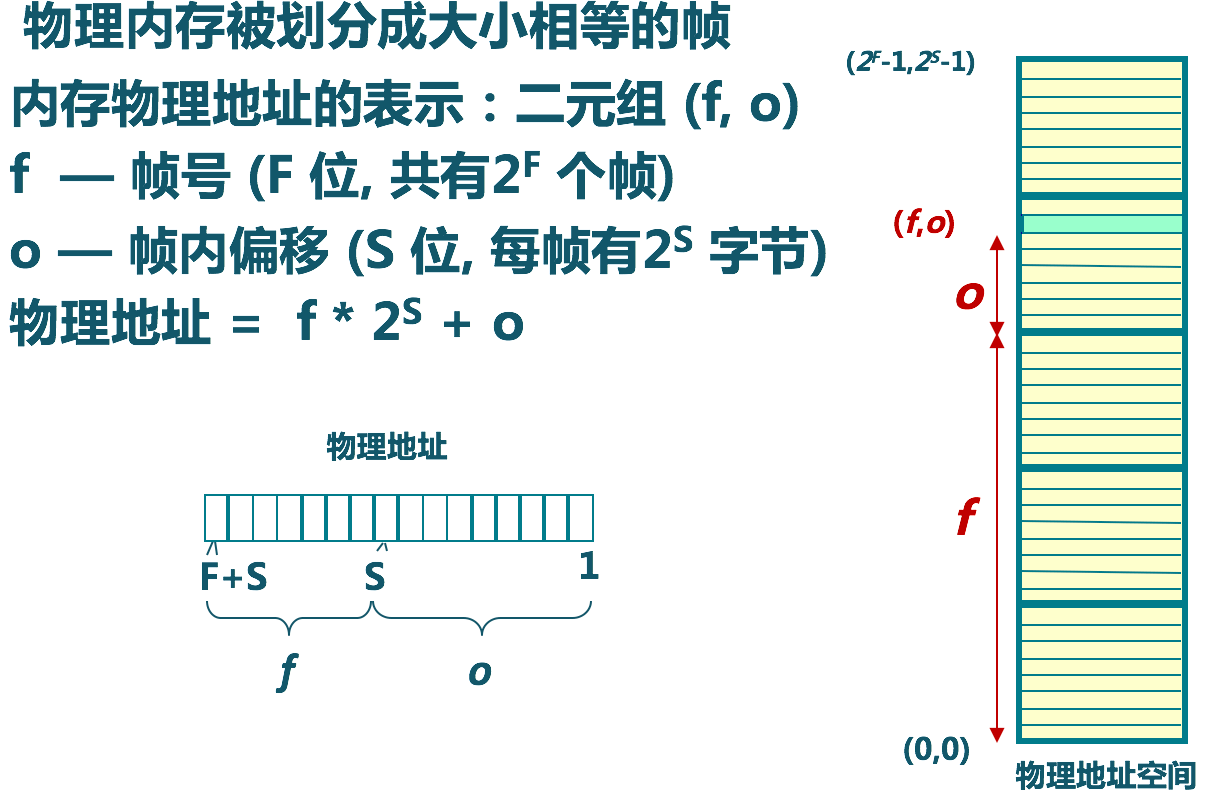 物理内存被划分成大小相等的帧
内存物理地址的表示：二元组 (f, o)
f — 帧号 (F 位, 共有2^F 个帧)
o — 帧内偏移 (S 位, 每帧有2^S 字节)
物理地址 = f * 2^S + o
物理地址
F+S S 1
f o
(2^F-1,2^S-1)
(f,o)
o
f
(0,0)
物理地址空间